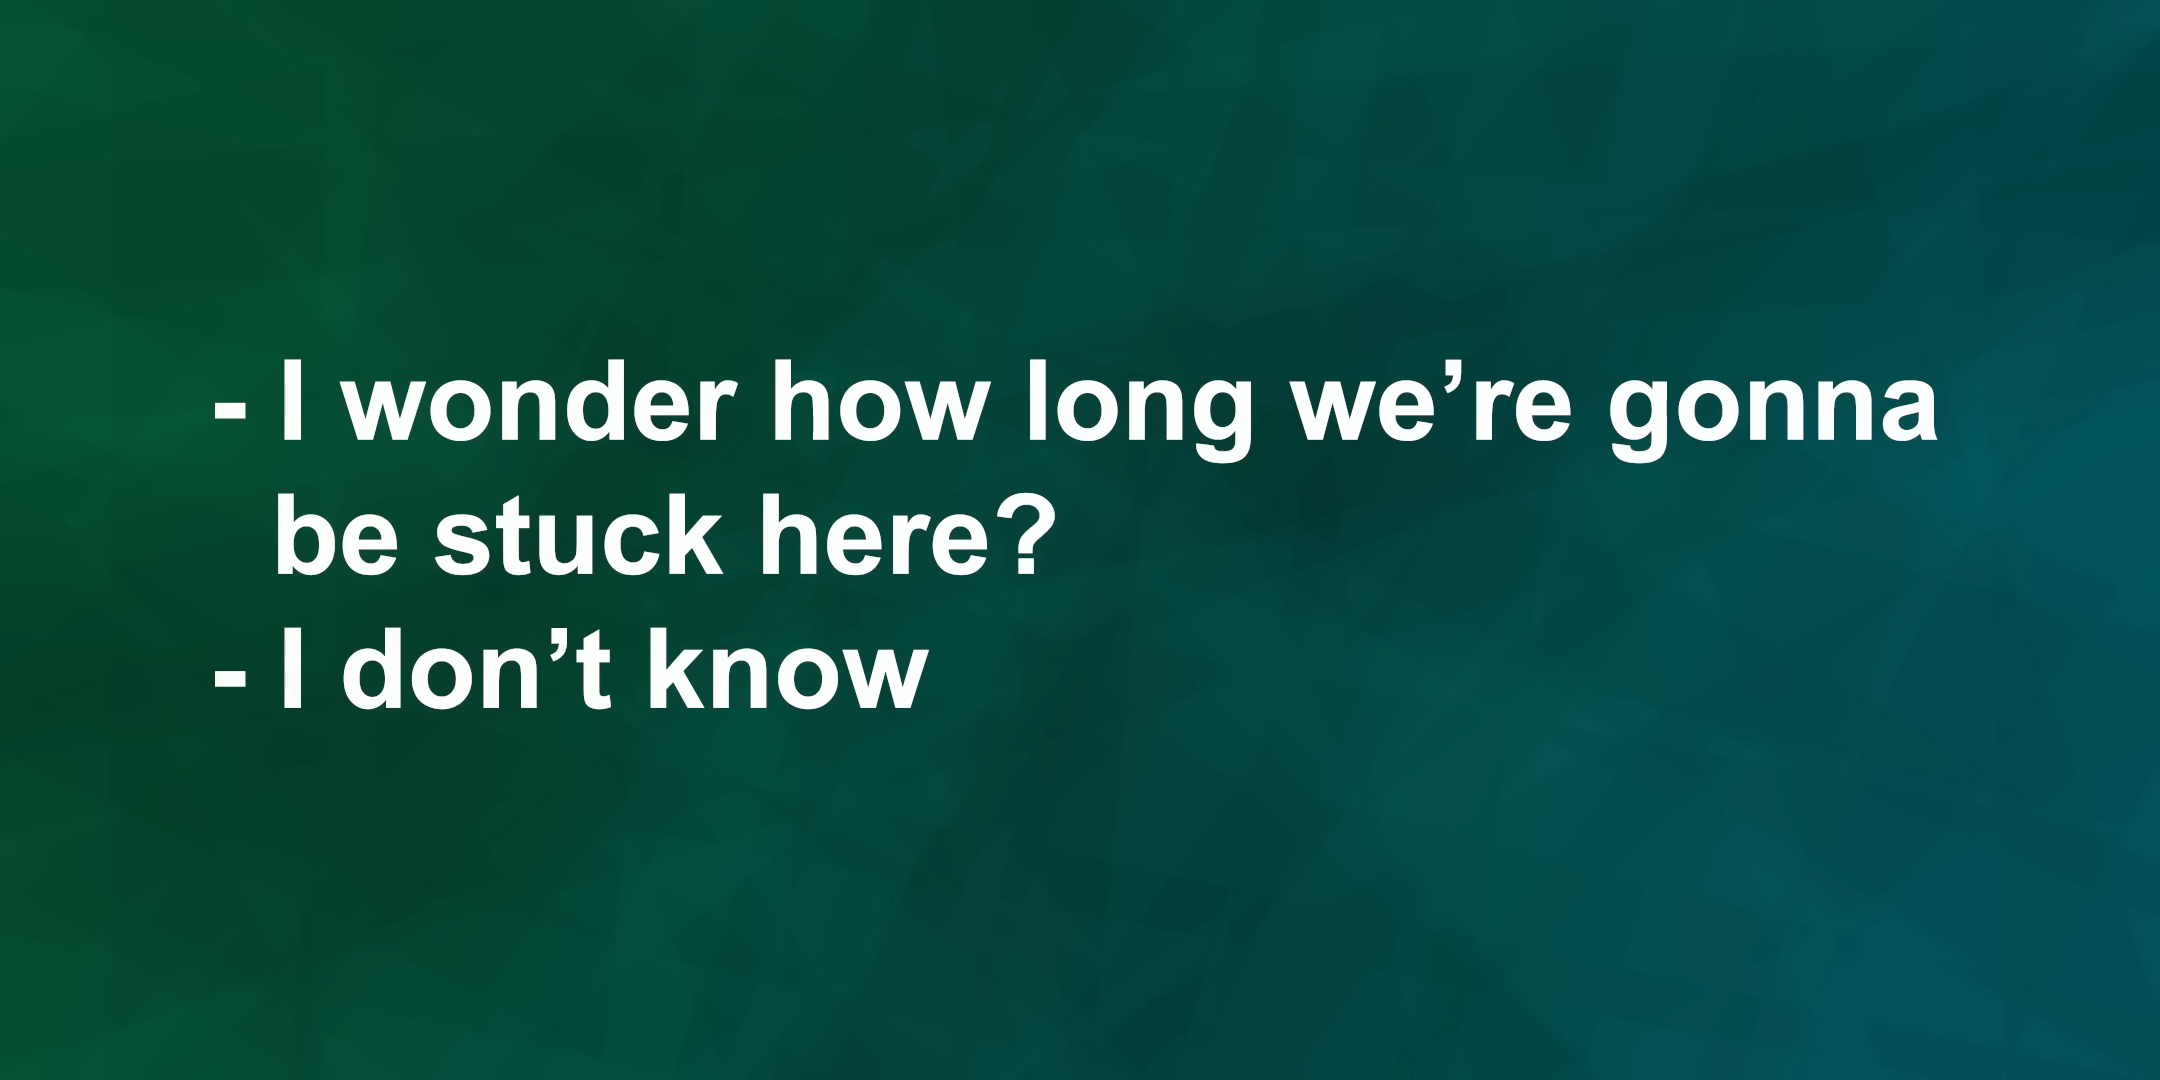 - I wonder how long we’re gonna
be stuck here?
- I don’t know